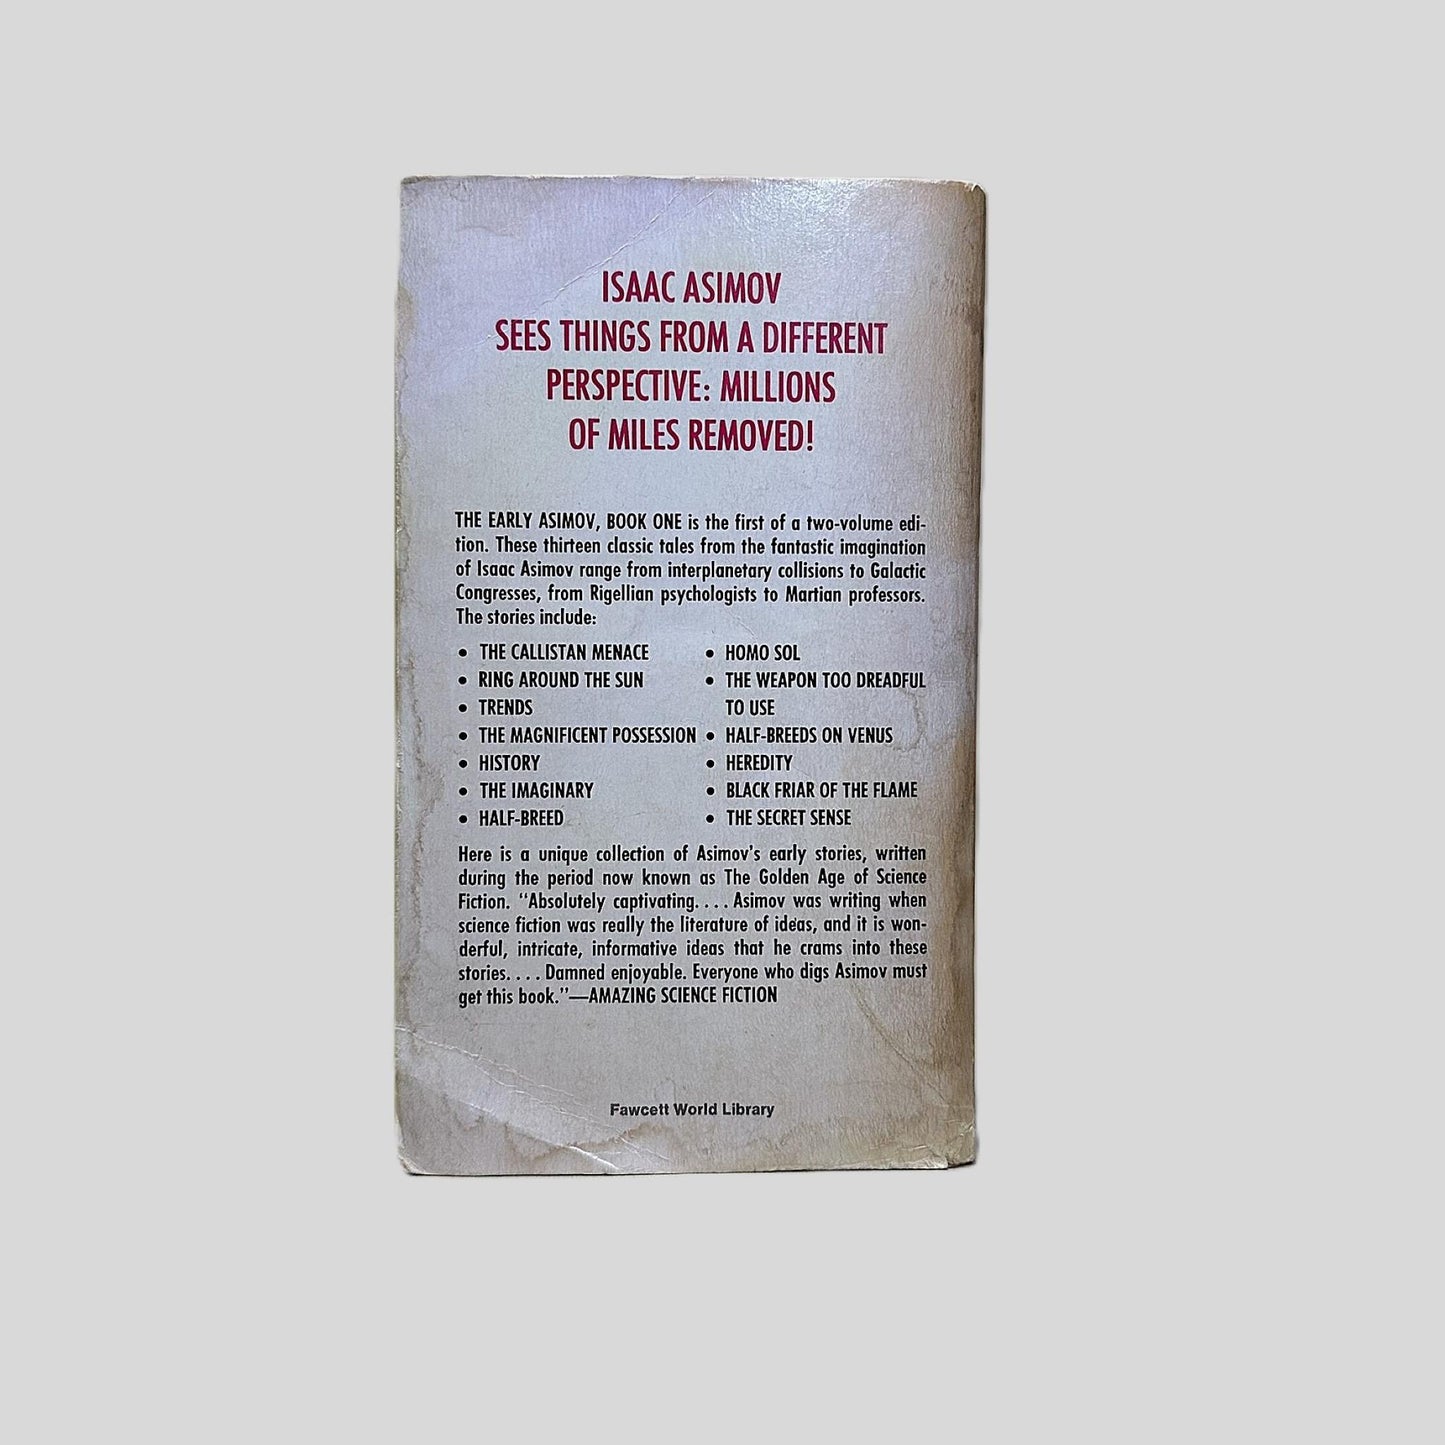 ISAAC ASIMOV
SEES THINGS FROM A DIFFERENT
PERSPECTIVE: MILLIONS
OF MILES REMOVED!
THE EARLY ASIMOV, BOOK ONE is the first of a two-volume edi-
tion. These thirteen classic tales from the fantastic imagination
of Isaac Asimov range from interplanetary collisions to Galactic
Congresses, from Rigellian psychologists to Martian professors.
The stories include:
• THE CALLISTAN MENACE
• RING AROUND THE SUN
• TRENDS
• THE MAGNIFICENT POSSESSION
• HISTORY
• THE IMAGINARY
• HALF-BREED
• HOMO SOL
• THE WEAPON TOO DREADFUL
TO USE
• HALF-BREEDS ON VENUS
• HEREDITY
• BLACK FRIAR OF THE FLAME
• THE SECRET SENSE
Here is a unique collection of Asimov's early stories, written
during the period now known as The Golden Age of Science
Fiction. "Absolutely captivating. . . . Asimov was writing when
science fiction was really the literature of ideas, and it is won-
derful, intricate, informative ideas that he crams into these
stories. . . . Damned enjoyable. Everyone who digs Asimov must
get this book."—AMAZING SCIENCE FICTION
Fawcett World Library